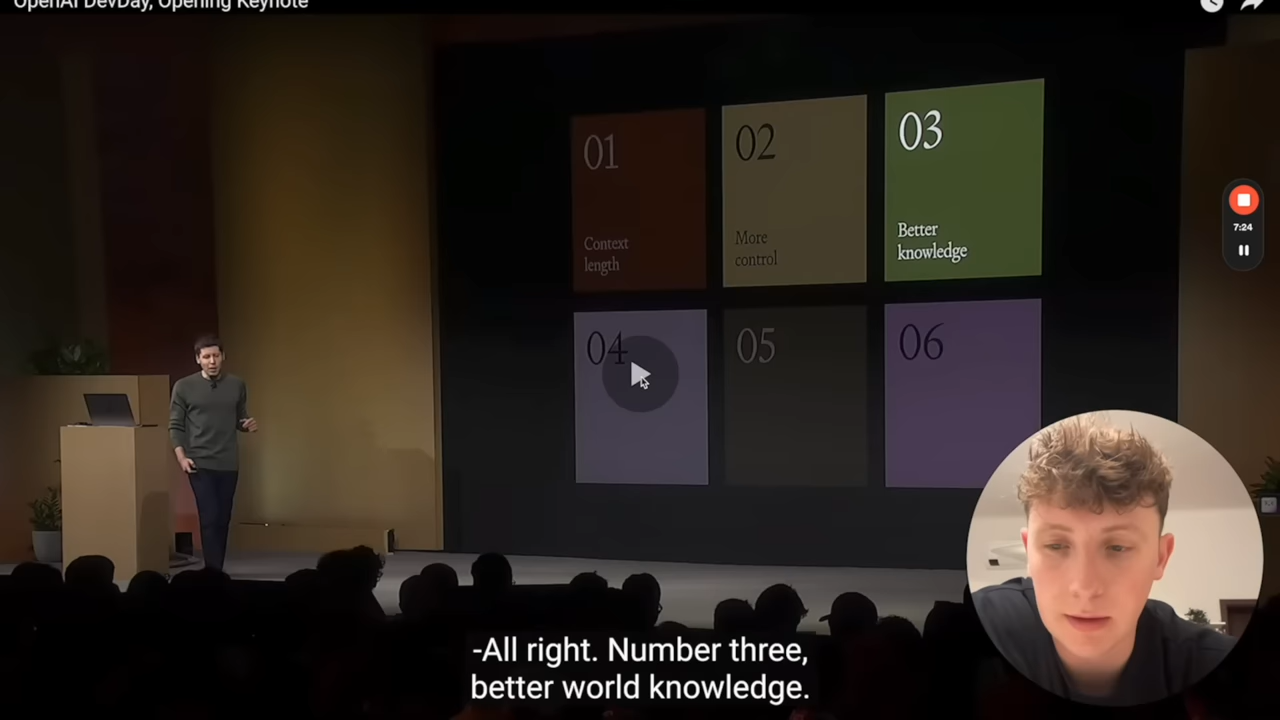 OpenAI DevDay, Opening Keynote
01
02
03
Context
length
More
control
Better
knowledge
7:24
04
05
06
-All right. Number three,
better world knowledge.